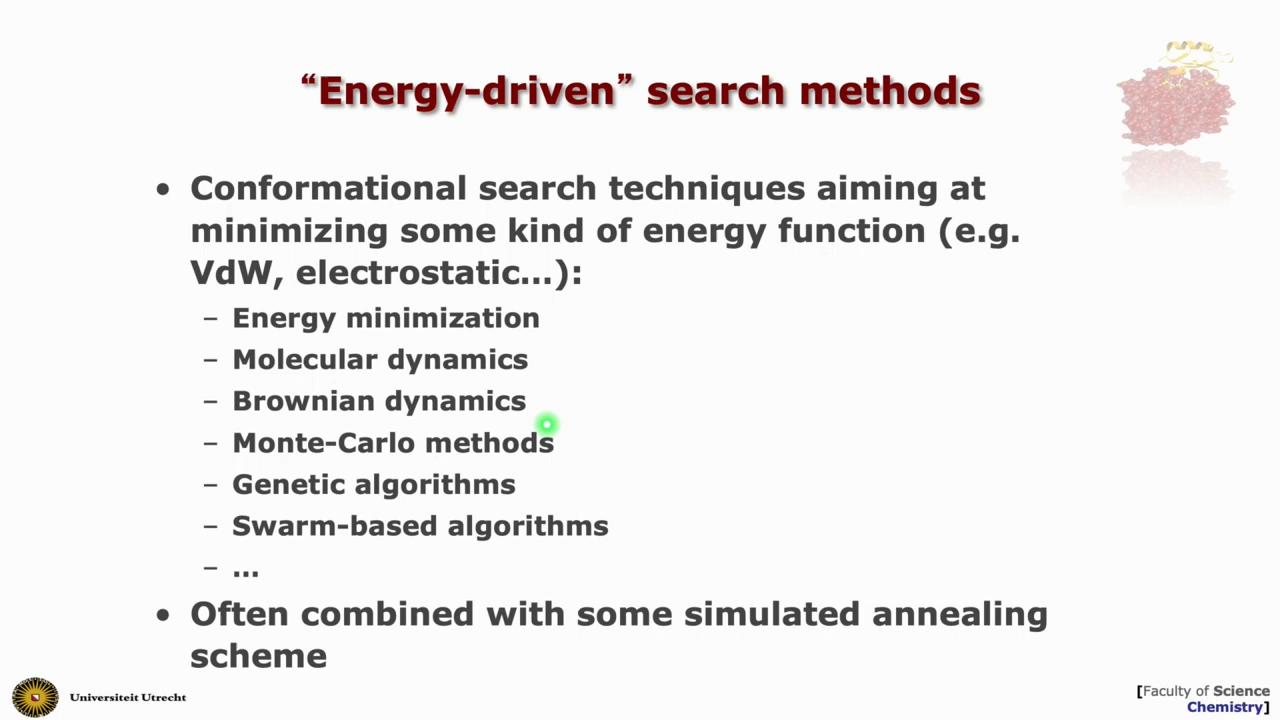 “Energy-driven” search methods
• Conformational search techniques aiming at
minimizing some kind of energy function (e.g.
VdW, electrostatic...):
– Energy minimization
– Molecular dynamics
– Brownian dynamics
– Monte-Carlo methods
– Genetic algorithms
– Swarm-based algorithms
– ...
• Often combined with some simulated annealing
scheme
Universiteit Utrecht
[Faculty of Science
Chemistry]